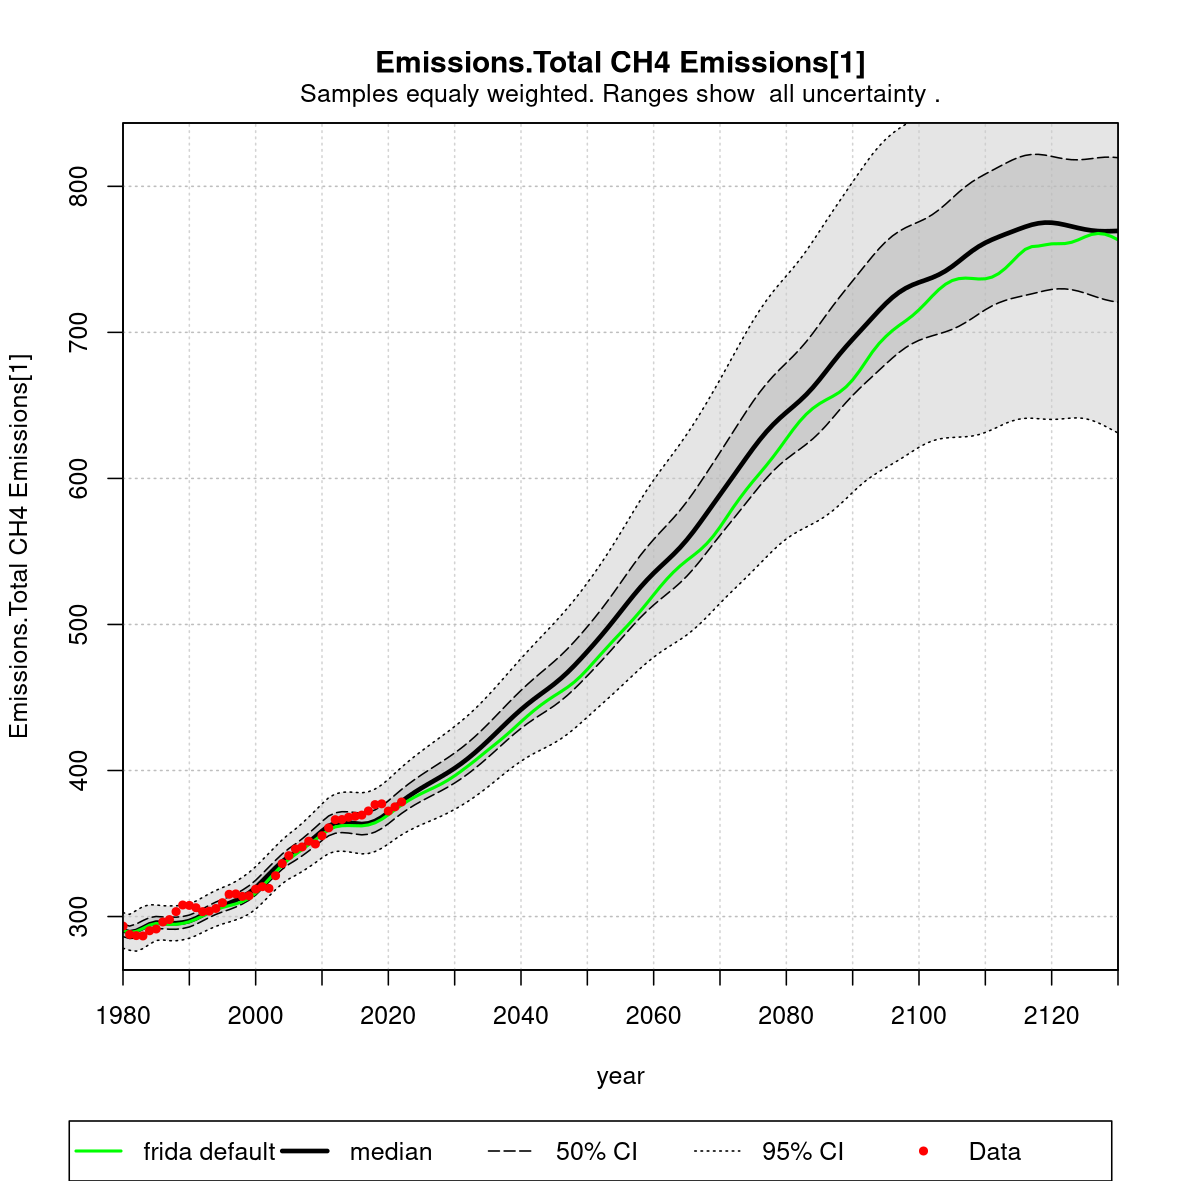 Emissions.Total CH4 Emissions[1]
Samples equaly weighted. Ranges show  all uncertainty .
Emissions.Total CH4 Emissions[1]
800
700
600
500
400
300
1980 2000 2020 2040 2060 2080 2100 2120
year
frida default median 50% CI 95% CI Data